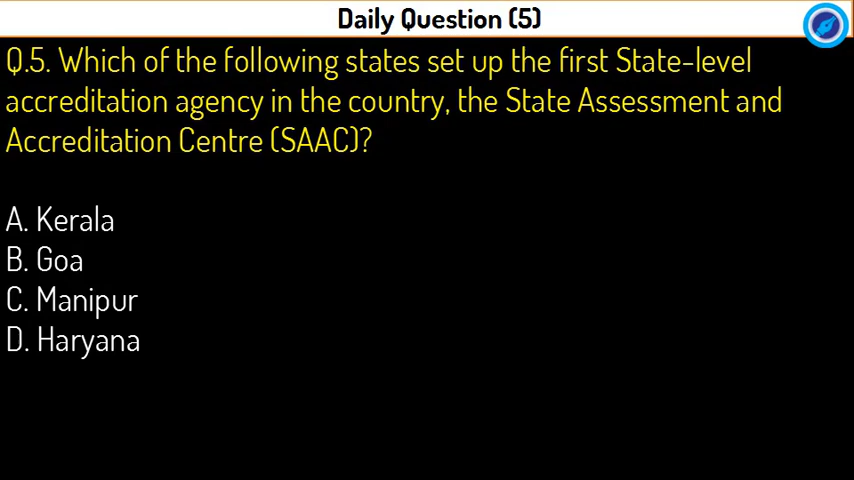 Daily Question (5)
Q.5. Which of the following states set up the first State-level
accreditation agency in the country, the State Assessment and
Accreditation Centre (SAAC)?
A. Kerala
B. Goa
C. Manipur
D. Haryana